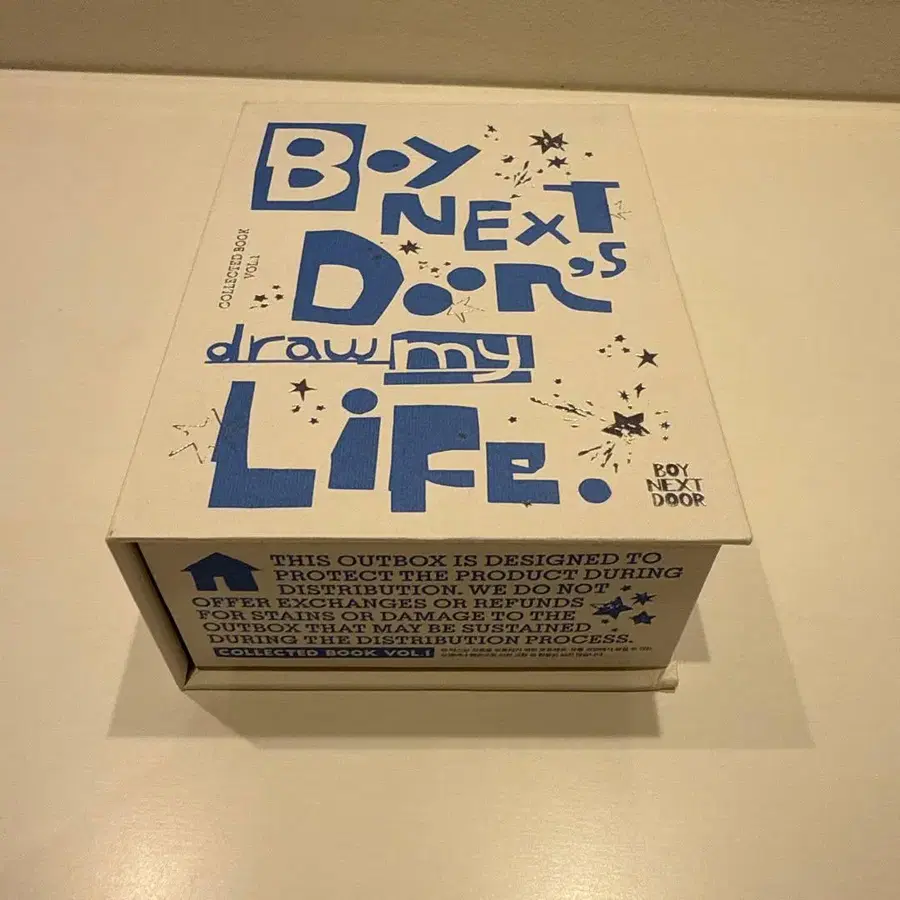 BOY
NEXT
DOOR'S
COLLECTED BOOK
VOL.1
draw my
LIFE.
BOY
NEXT
DOOR
THIS OUTBOX IS DESIGNED TO
PROTECT THE PRODUCT DURING
DISTRIBUTION. WE DO NOT
OFFER EXCHANGES OR REFUNDS
FOR STAINS OR DAMAGE TO THE
OUTBOX THAT MAY BE SUSTAINED
DURING THE DISTRIBUTION PROCESS.
COLLECTED BOOK VOL.1